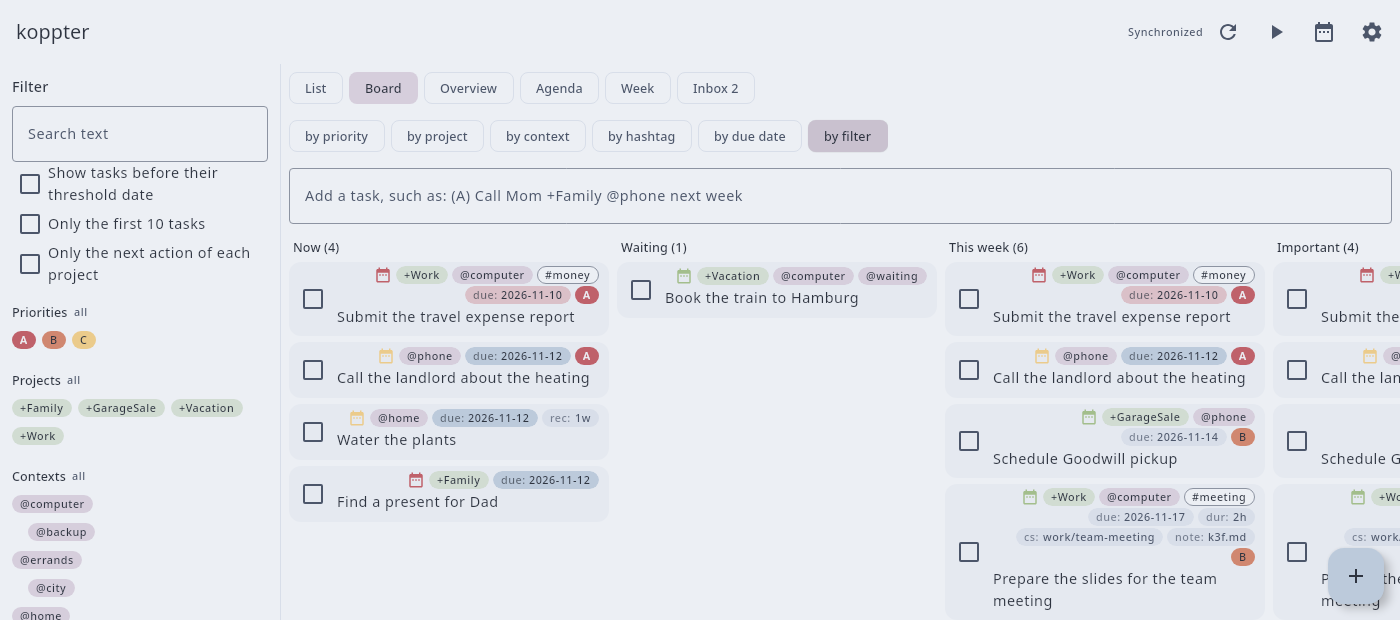 koppter
Synchronized
Filter
Search text
Show tasks before their
threshold date
Only the first 10 tasks
Only the next action of each
project
Priorities all
A B C
Projects all
+Family +GarageSale +Vacation
+Work
Contexts all
@computer
@backup
@errands
@city
@home
List Board Overview Agenda Week Inbox 2
by priority by project by context by hashtag by due date by filter
Add a task, such as: (A) Call Mom +Family @phone next week
Now (4)
+Work @computer #money
due: 2026-11-10 A
Submit the travel expense report
@phone due: 2026-11-12 A
Call the landlord about the heating
@home due: 2026-11-12 rec: 1w
Water the plants
+Family due: 2026-11-12
Find a present for Dad
Waiting (1)
+Vacation @computer @waiting
Book the train to Hamburg
This week (6)
+Work @computer #money
due: 2026-11-10 A
Submit the travel expense report
@phone due: 2026-11-12 A
Call the landlord about the heating
+GarageSale @phone
due: 2026-11-14 B
Schedule Goodwill pickup
+Work @computer #meeting
due: 2026-11-17 dur: 2h
cs: work/team-meeting note: k3f.md
B
Prepare the slides for the team
meeting
Important (4)
Submit the
Call the
Schedule
cs: work
meeting